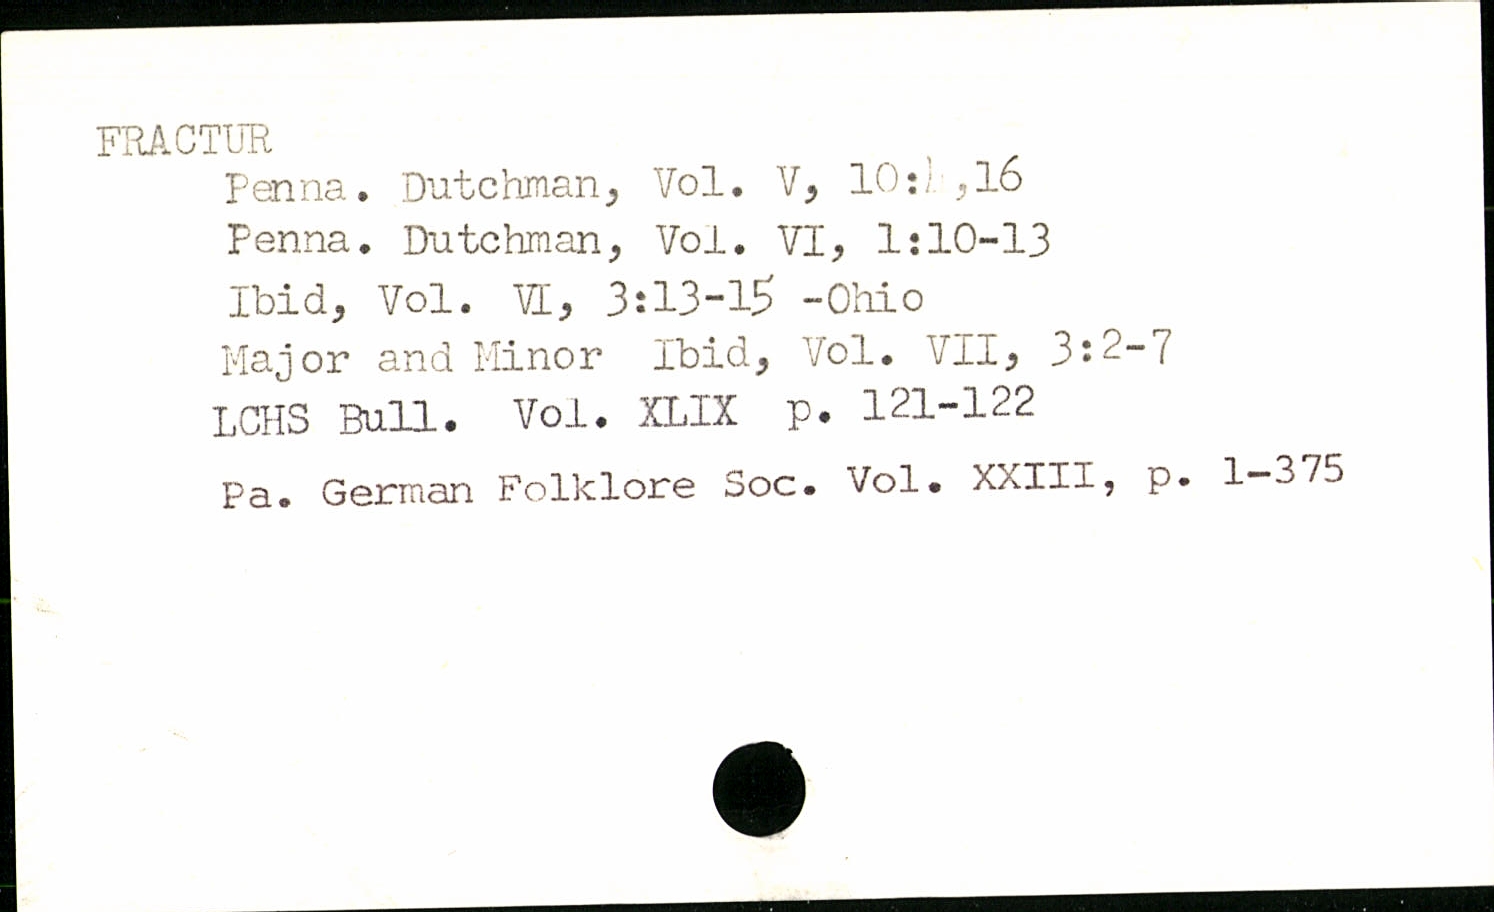 FRACTUR
Penna. Dutchman, Vol. V, 10: ,16
Penna. Dutchman, Vol. VI, 1:10-13
Ibid, Vol. VI, 3:13-15 -Ohio
Major and Minor Ibid, Vol. VII, 3:2-7
LCHS Bull. Vol. XLIX p. 121-122
Pa. German Folklore Soc. Vol. XXIII, p. 1-375